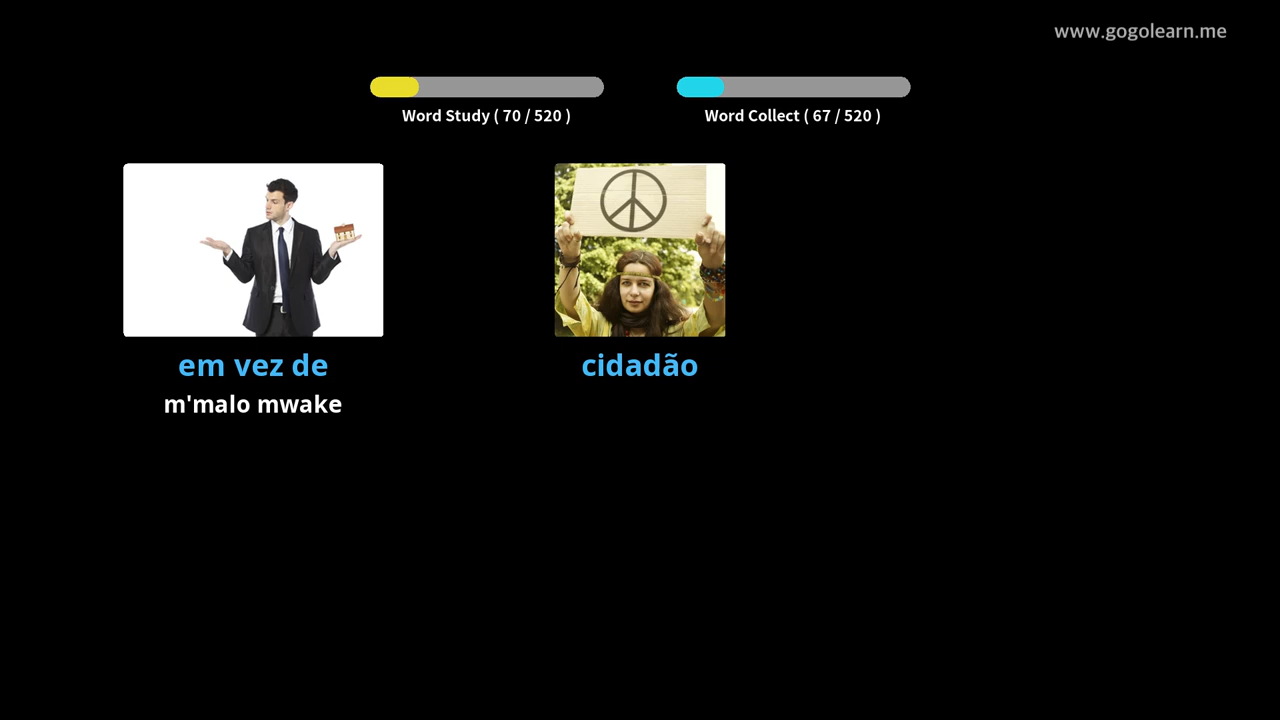 www.gogolearn.me
Word Study ( 70 / 520 )
Word Collect ( 67 / 520 )
em vez de
m'malo mwake
cidadão